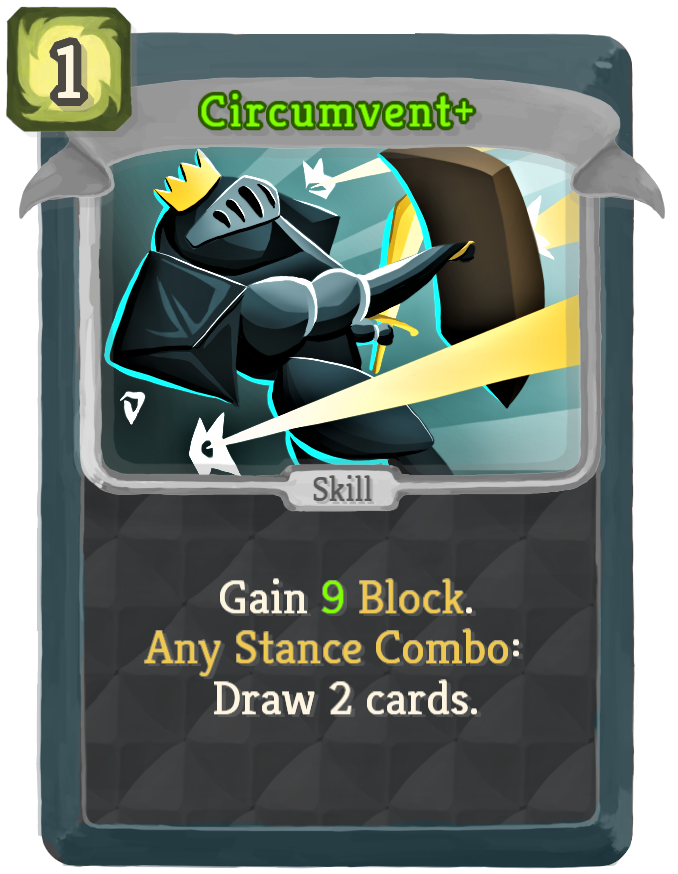 1
Circumvent+
Skill
Gain 9 Block.
Any Stance Combo:
Draw 2 cards.